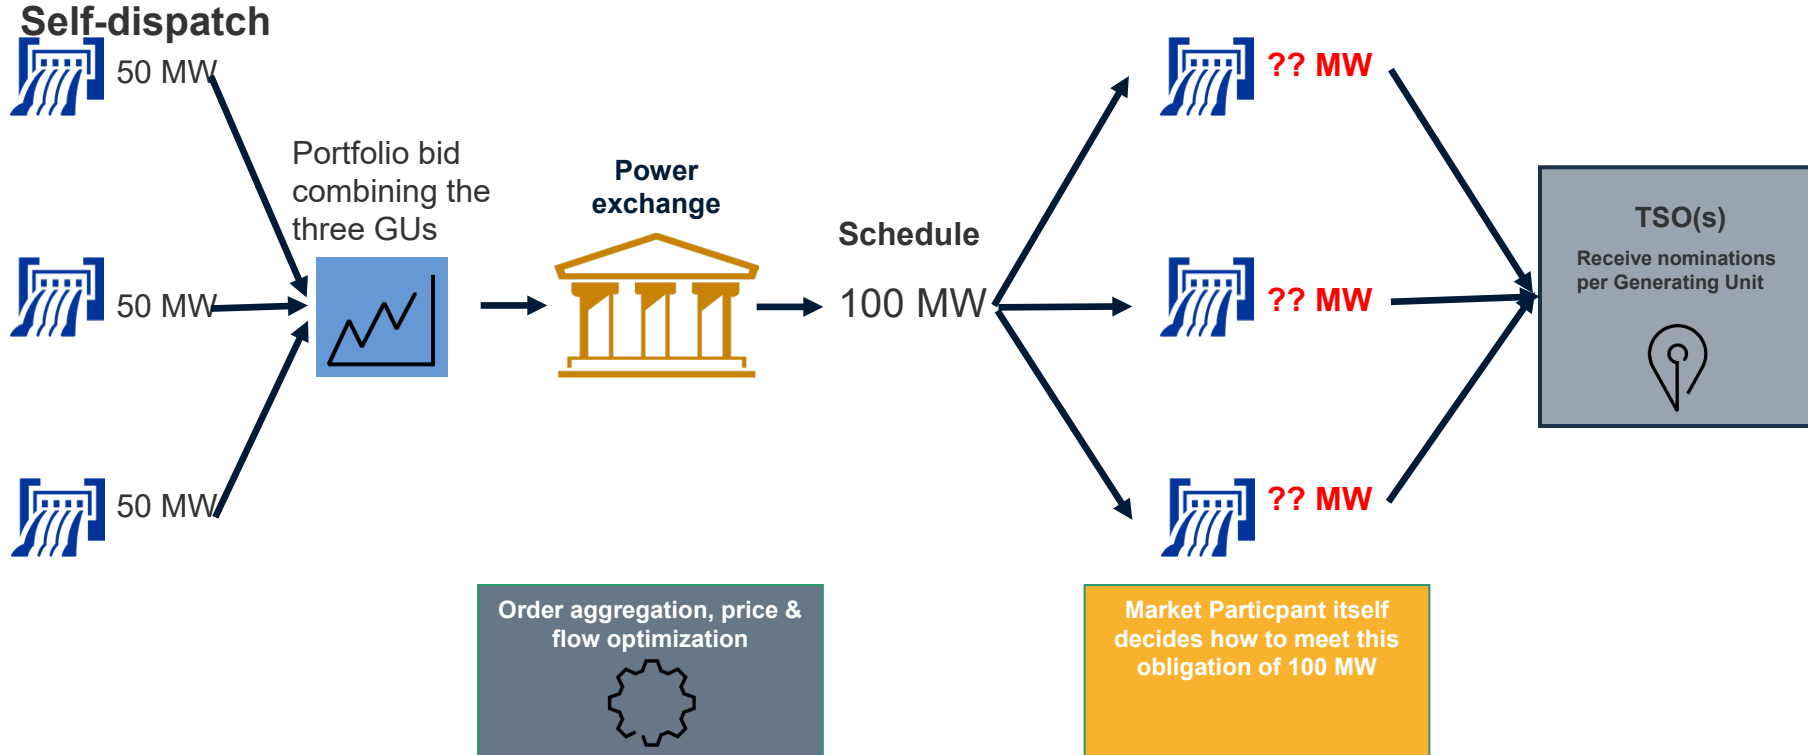 Self-dispatch
50 MW
50 MW
50 MW
Portfolio bid
combining the
three GUs
Power
exchange
Order aggregation, price &
flow optimization
Schedule
100 MW
?? MW
?? MW
?? MW
Market Particpant itself
decides how to meet this
obligation of 100 MW
TSO(s)
Receive nominations
per Generating Unit